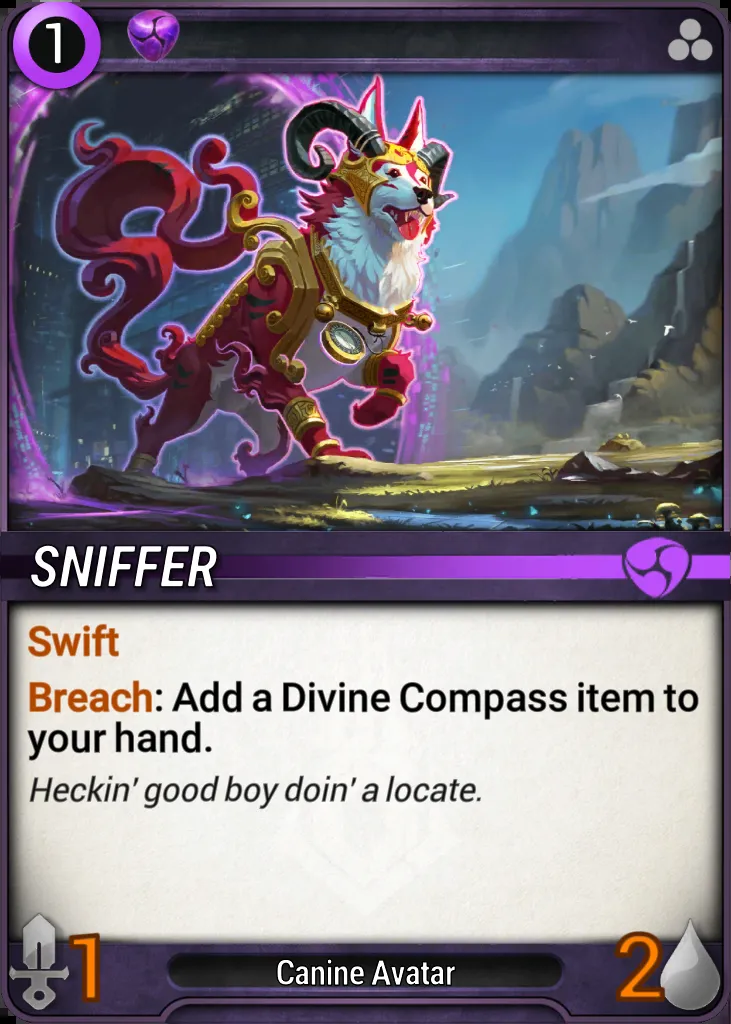 1
SNIFFER
Swift
Breach: Add a Divine Compass item to
your hand.
Heckin' good boy doin' a locate.
1
Canine Avatar
2